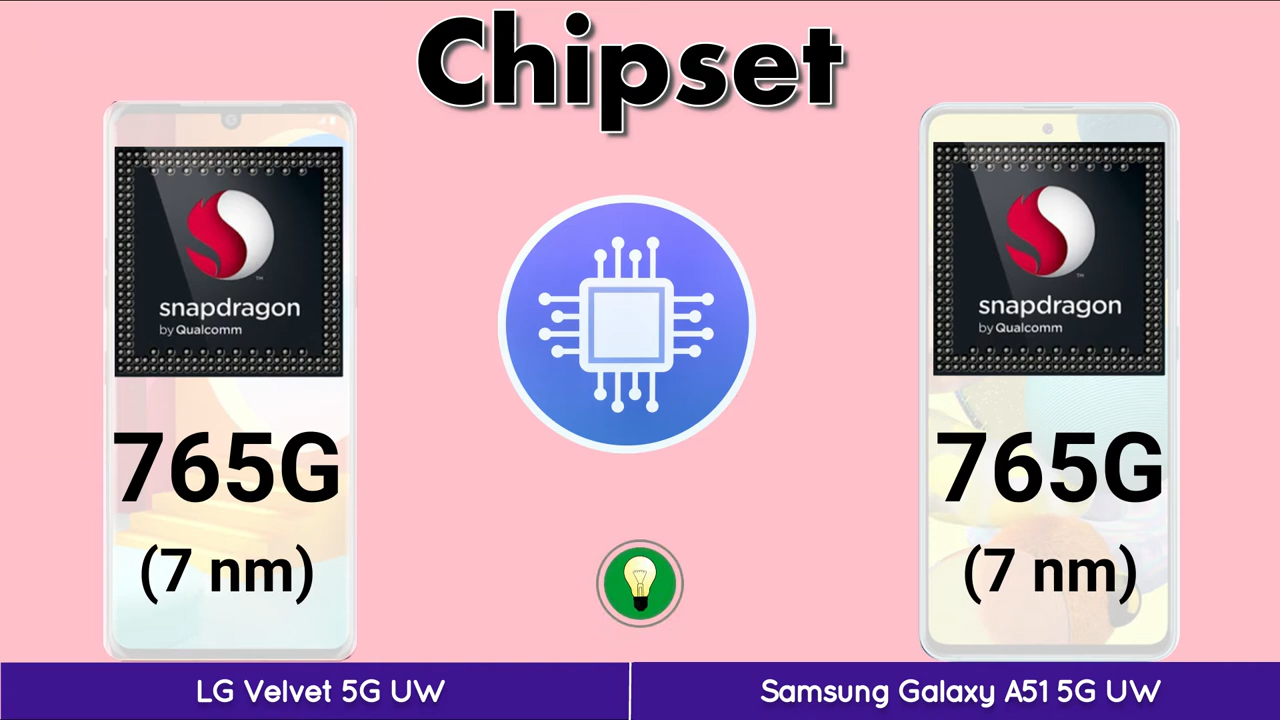 Chipset
snapdragon
by Qualcomm
765G
(7 nm)
snapdragon
by Qualcomm
765G
(7 nm)
LG Velvet 5G UW
Samsung Galaxy A51 5G UW